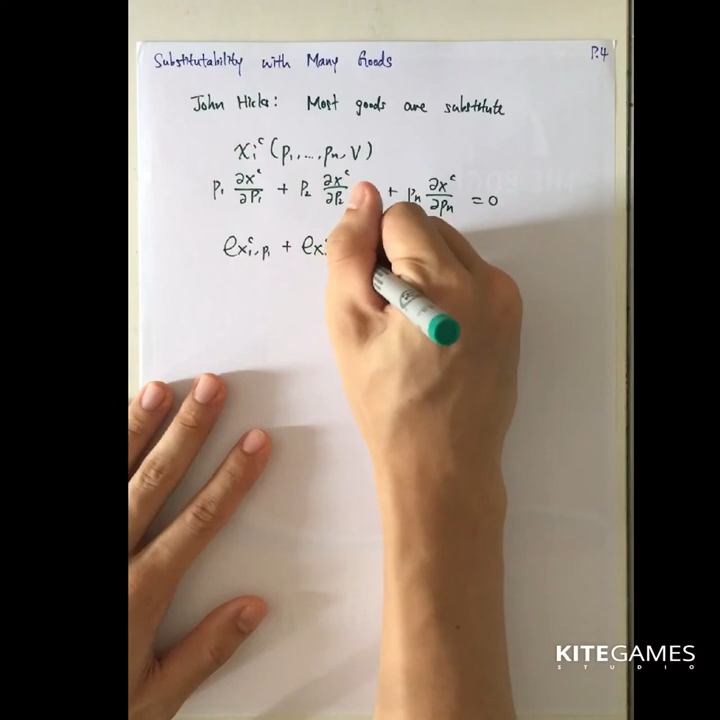 Substitutability with Many Goods P.4
John Hicks: Most goods are substitute
xᵢᶜ (p₁,...,pₙ, V)
p₁ ∂xᶜ/∂p₁ + p₂ ∂xᶜ/∂p₂ + pₙ ∂xᶜ/∂pₙ = 0
exᵢᶜ,p₁ + exᵢ
KITEGAMES
STUDIO